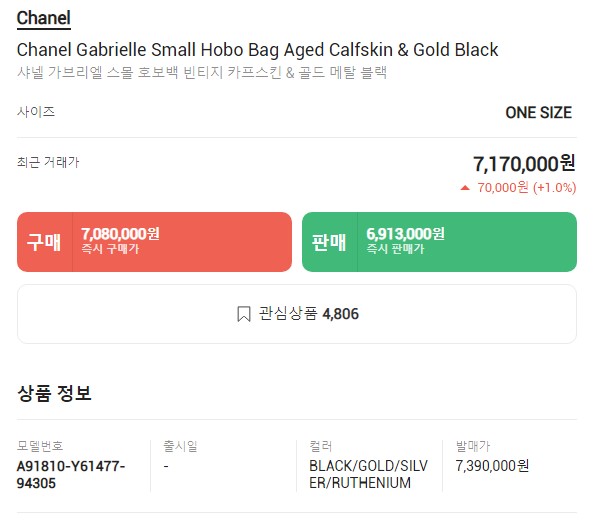 Chanel
Chanel Gabrielle Small Hobo Bag Aged Calfskin & Gold Black
샤넬 가브리엘 스몰 호보백 빈티지 카프스킨 & 골드 메탈 블랙
사이즈
ONE SIZE
최근 거래가
7,170,000원
▲ 70,000원 (+1.0%)
구매
7,080,000원
즉시 구매가
판매
6,913,000원
즉시 판매가
관심상품 4,806
상품 정보
모델번호
A91810-Y61477-
94305
출시일
-
컬러
BLACK/GOLD/SILV
ER/RUTHENIUM
발매가
7,390,000원